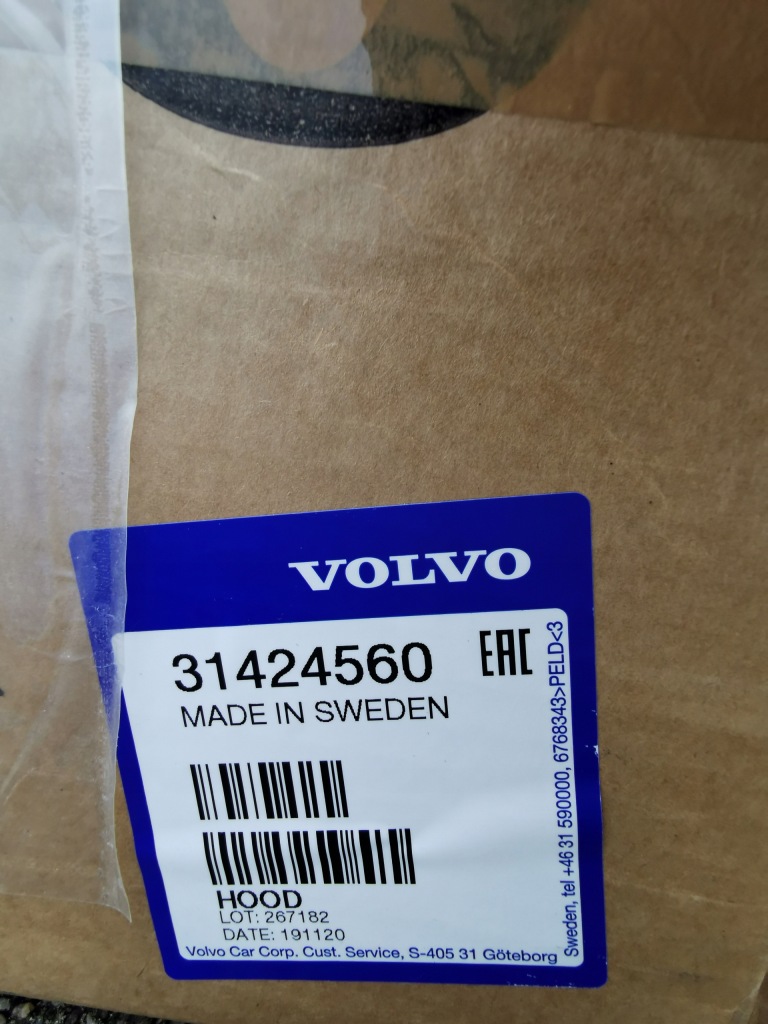 VOLVO
31424560
EAC
MADE IN SWEDEN
HOOD
LOT: 267182
DATE: 191120
Volvo Car Corp. Cust. Service, S-405 31 Göteborg
Sweden, tel +46 31 590000, 6768343>PELD<3